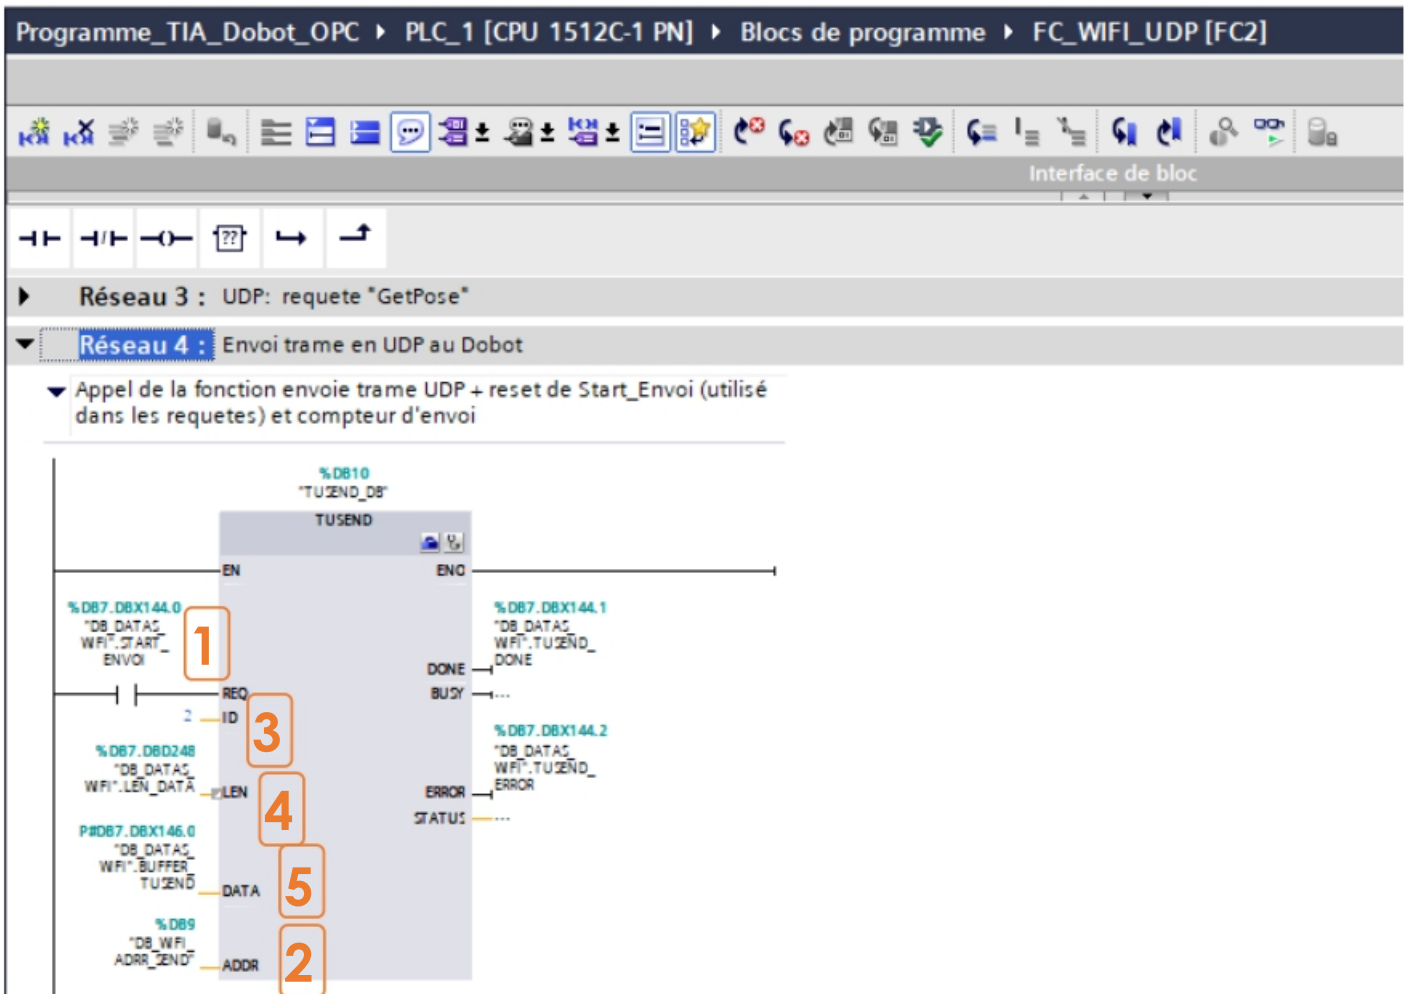 Programme_TIA_Dobot_OPC ▸ PLC_1 [CPU 1512C-1 PN] ▸ Blocs de programme ▸ FC_WIFI_UDP [FC2]
Interface de bloc
??
Réseau 3 : UDP: requete "GetPose"
Réseau 4 : Envoi trame en UDP au Dobot
Appel de la fonction envoie trame UDP + reset de Start_Envoi (utilisé
dans les requetes) et compteur d'envoi
%DB10
"TUSEND_DB"
TUSEND
EN
ENO
%DB7.DBX144.0
"DB_DATAS_
WIFI".START_
ENVOI
1
REQ
%DB7.DBX144.1
"DB_DATAS_
WIFI".TUSEND_
DONE
DONE
BUSY
...
2
ID
3
%DB7.DBD248
"DB_DATAS_
WIFI".LEN_DATA
LEN
4
%DB7.DBX144.2
"DB_DATAS_
WIFI".TUSEND_
ERROR
ERROR
STATUS
...
P#DB7.DBX146.0
"DB_DATAS_
WIFI".BUFFER_
TUSEND
DATA
5
%DB9
"DB_WIFI_
ADRR_SEND"
ADDR
2